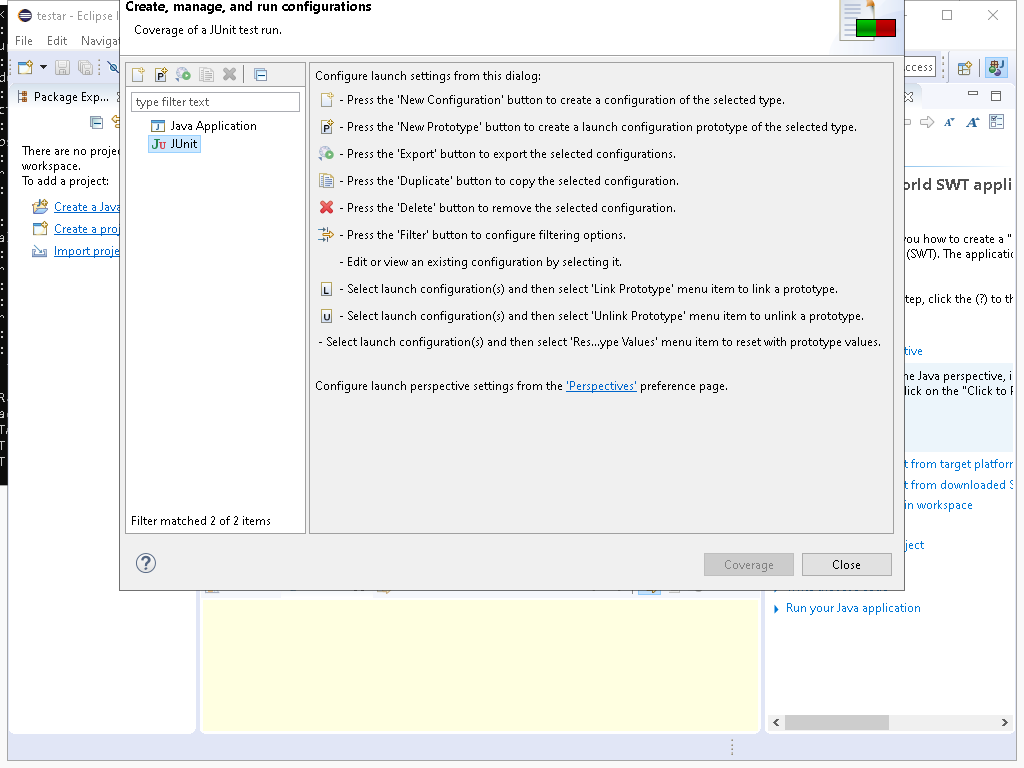 Create, manage, and run configurations
testar - Eclipse I
Coverage of a JUnit test run.
File Edit Navigat
ccess
Package Exp...
type filter text
Java Application
JUnit
There are no proje
workspace.
To add a project:
Create a Java
Create a proj
Import proje
Filter matched 2 of 2 items
Configure launch settings from this dialog:
- Press the 'New Configuration' button to create a configuration of the selected type.
- Press the 'New Prototype' button to create a launch configuration prototype of the selected type.
- Press the 'Export' button to export the selected configurations.
- Press the 'Duplicate' button to copy the selected configuration.
- Press the 'Delete' button to remove the selected configuration.
- Press the 'Filter' button to configure filtering options.
- Edit or view an existing configuration by selecting it.
- Select launch configuration(s) and then select 'Link Prototype' menu item to link a prototype.
- Select launch configuration(s) and then select 'Unlink Prototype' menu item to unlink a prototype.
- Select launch configuration(s) and then select 'Res...ype Values' menu item to reset with prototype values.
Configure launch perspective settings from the 'Perspectives' preference page.
Coverage
Close
orld SWT appli
you how to create a "
(SWT). The applicatio
tep, click the (?) to th
tive
he Java perspective, i
lick on the "Click to P
t from target platform
t from downloaded S
in workspace
ject
Run your Java application